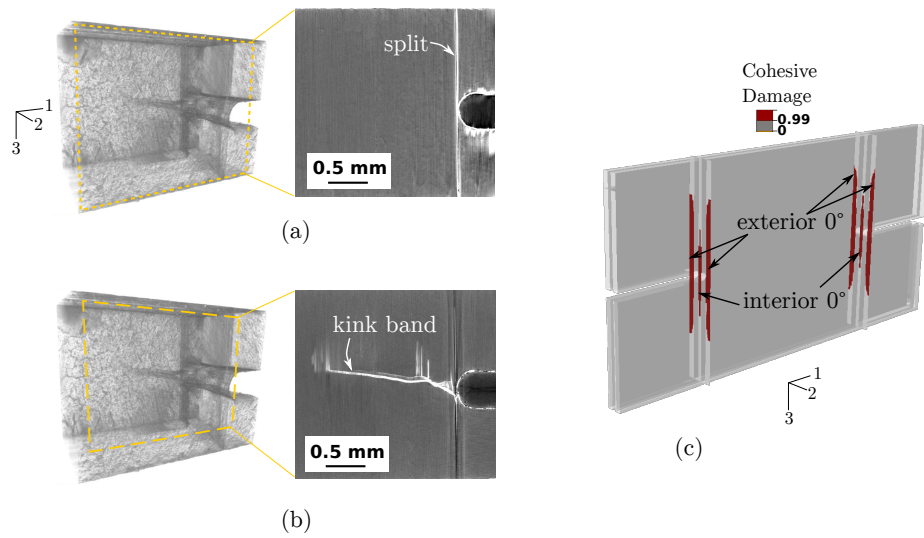 split
1
2
3
0.5 mm
(a)
kink band
0.5 mm
(b)
Cohesive
Damage
0.99
0
exterior 0°
interior 0°
1
2
3
(c)